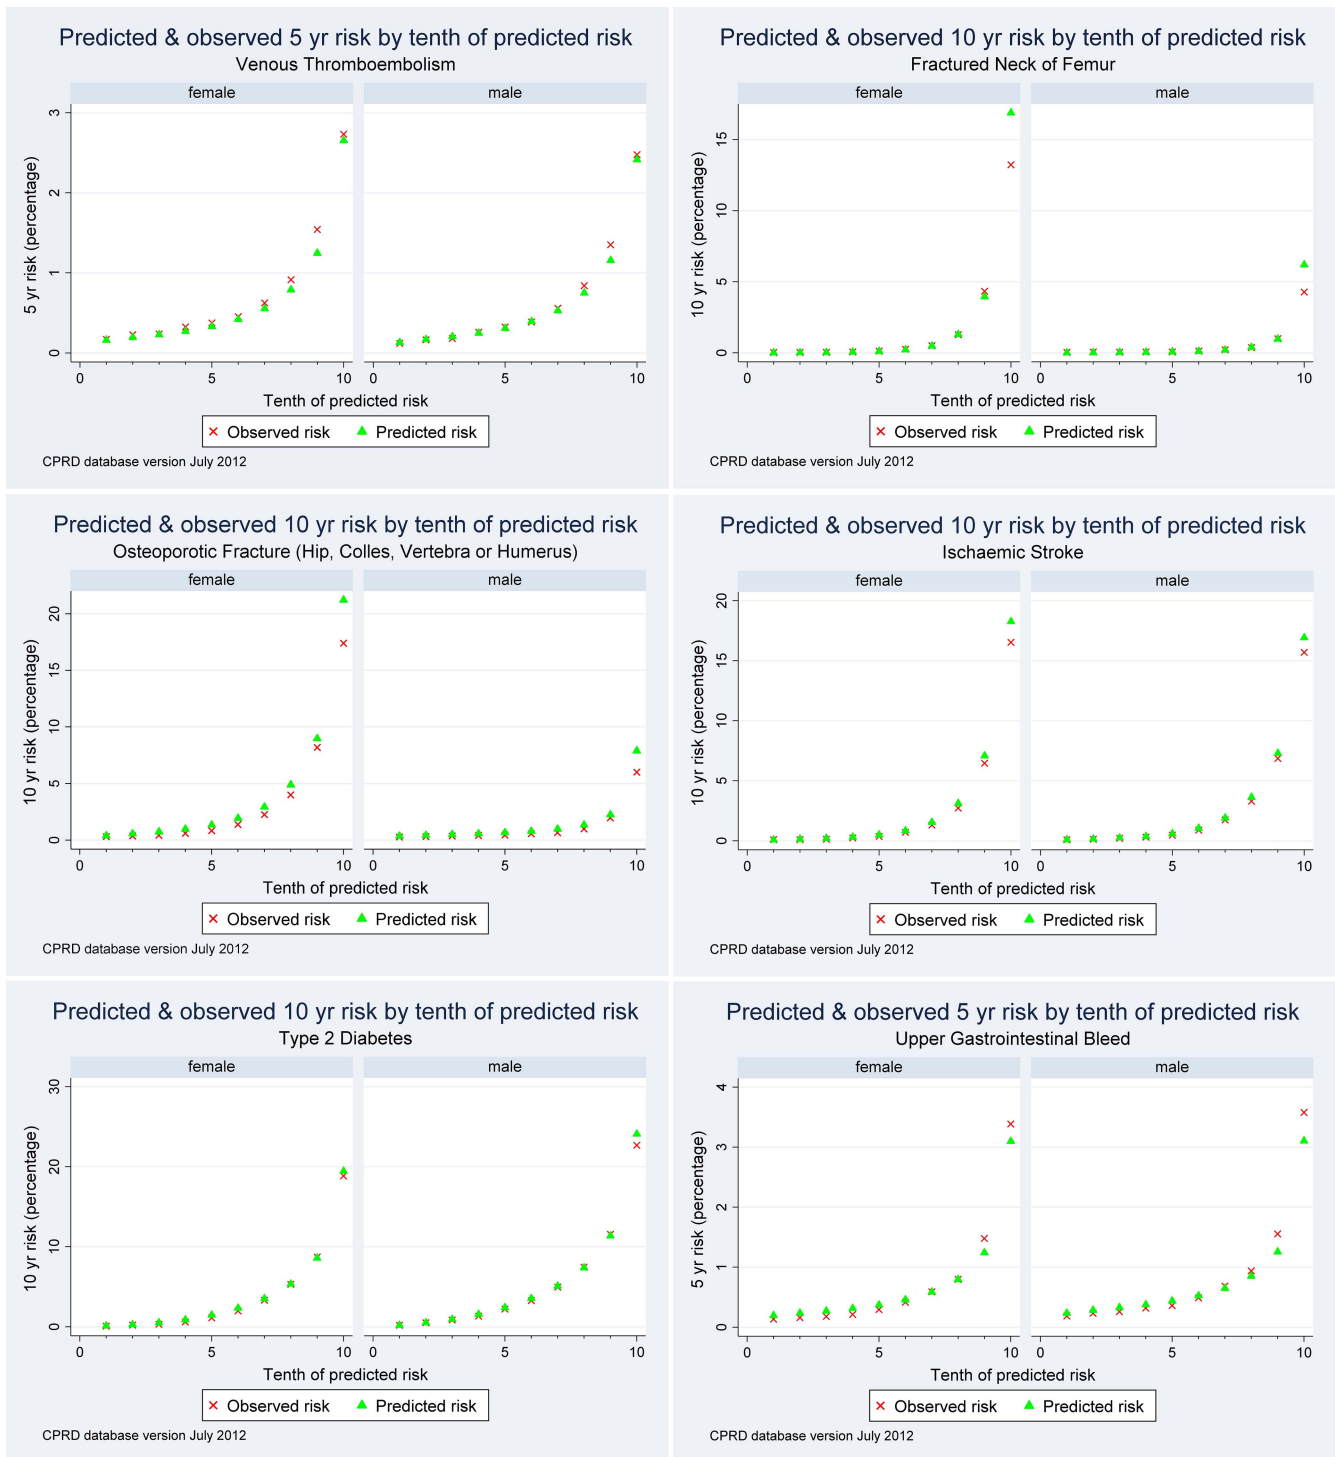 Predicted & observed 5 yr risk by tenth of predicted risk
Venous Thromboembolism
female male
5 yr risk (percentage)
3
2
1
0
0 5 10 0 5 10
Tenth of predicted risk
Observed risk Predicted risk
CPRD database version July 2012
Predicted & observed 10 yr risk by tenth of predicted risk
Fractured Neck of Femur
female male
10 yr risk (percentage)
15
10
5
0
0 5 10 0 5 10
Tenth of predicted risk
Observed risk Predicted risk
CPRD database version July 2012
Predicted & observed 10 yr risk by tenth of predicted risk
Osteoporotic Fracture (Hip, Colles, Vertebra or Humerus)
female male
10 yr risk (percentage)
20
15
10
5
0
0 5 10 0 5 10
Tenth of predicted risk
Observed risk Predicted risk
CPRD database version July 2012
Predicted & observed 10 yr risk by tenth of predicted risk
Ischaemic Stroke
female male
10 yr risk (percentage)
20
15
10
5
0
0 5 10 0 5 10
Tenth of predicted risk
Observed risk Predicted risk
CPRD database version July 2012
Predicted & observed 10 yr risk by tenth of predicted risk
Type 2 Diabetes
female male
10 yr risk (percentage)
30
20
10
0
0 5 10 0 5 10
Tenth of predicted risk
Observed risk Predicted risk
CPRD database version July 2012
Predicted & observed 5 yr risk by tenth of predicted risk
Upper Gastrointestinal Bleed
female male
5 yr risk (percentage)
4
3
2
1
0
0 5 10 0 5 10
Tenth of predicted risk
Observed risk Predicted risk
CPRD database version July 2012